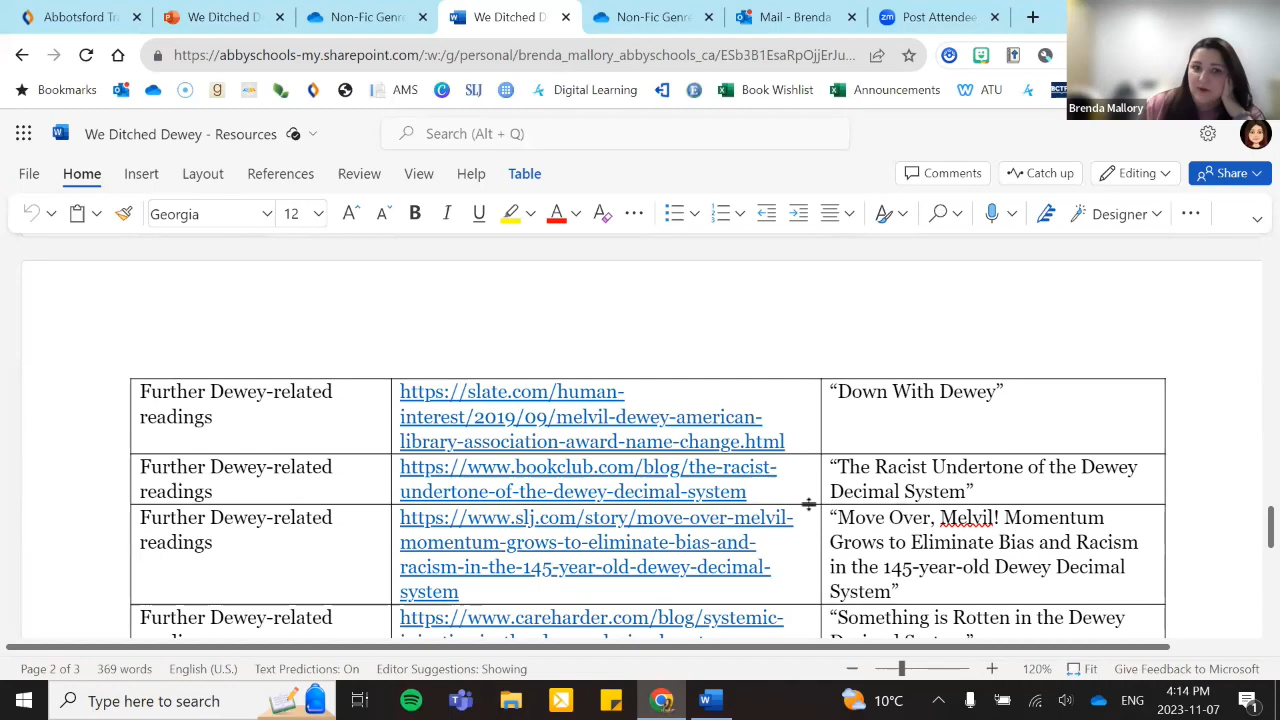 Abbotsford Tran
Non-Fic Genre
We Ditched D
Non-Fic Genre
Mail - Brenda
Post Attendee
https://abbyschools-my.sharepoint.com/:w:/g/personal/brenda_mallory_abbyschools_ca/ESb3B1EsaRpOjjErJu...
Bookmarks
AMS
SLJ
Digital Learning
Book Wishlist
Announcements
ATU
Brenda Mallory
We Ditched Dewey - Resources
Search (Alt + Q)
File Home Insert Layout References Review View Help Table
Comments Catch up Editing Share
Georgia 12
Designer
Further Dewey-related
readings
https://slate.com/human-
interest/2019/09/melvil-dewey-american-
library-association-award-name-change.html
“Down With Dewey”
Further Dewey-related
readings
https://www.bookclub.com/blog/the-racist-
undertone-of-the-dewey-decimal-system
“The Racist Undertone of the Dewey
Decimal System”
Further Dewey-related
readings
https://www.slj.com/story/move-over-melvil-
momentum-grows-to-eliminate-bias-and-
racism-in-the-145-year-old-dewey-decimal-
system
“Move Over, Melvil! Momentum
Grows to Eliminate Bias and Racism
in the 145-year-old Dewey Decimal
System”
Further Dewey-related
https://www.careharder.com/blog/systemic-
“Something is Rotten in the Dewey
Page 2 of 3 369 words English (U.S.) Text Predictions: On Editor Suggestions: Showing 120% Fit Give Feedback to Microsoft
Type here to search
10°C
ENG
4:14 PM
2023-11-07